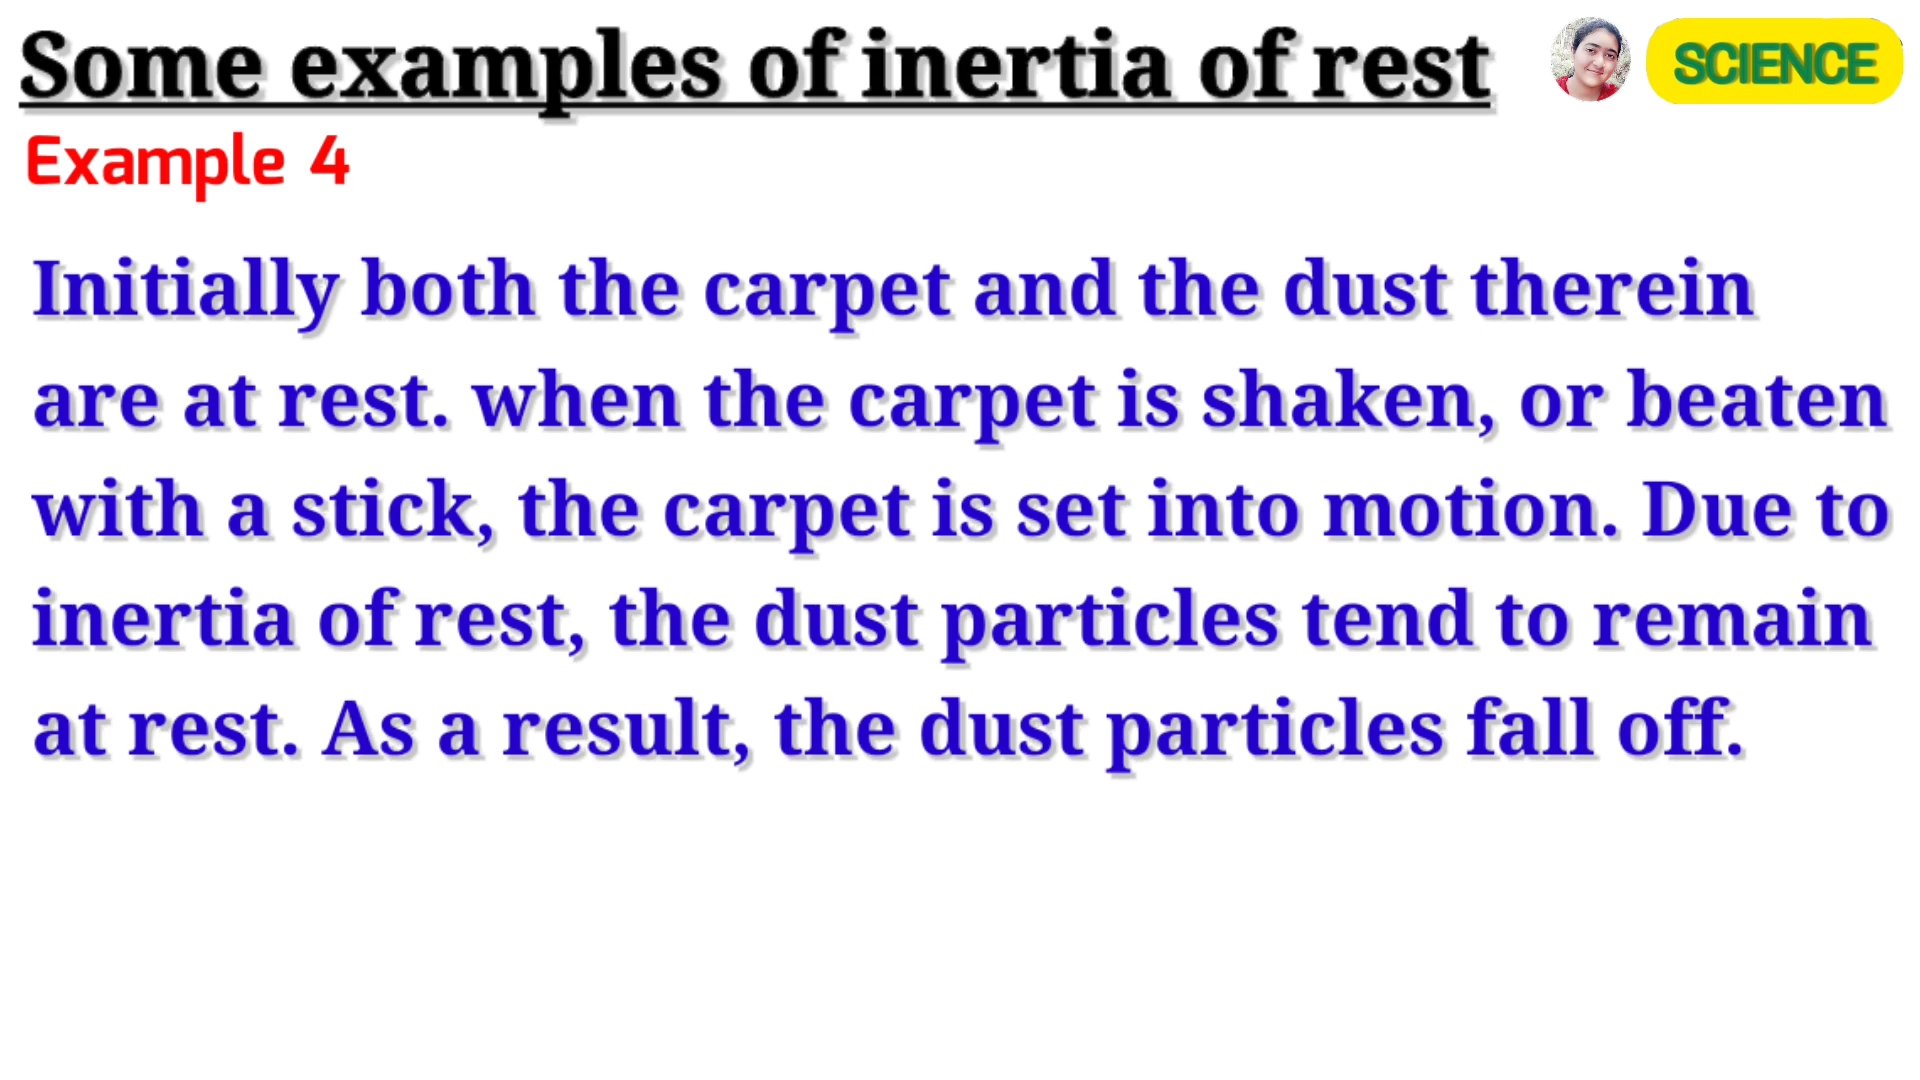 Some examples of inertia of rest
SCIENCE
Example 4
Initially both the carpet and the dust therein
are at rest. when the carpet is shaken, or beaten
with a stick, the carpet is set into motion. Due to
inertia of rest, the dust particles tend to remain
at rest. As a result, the dust particles fall off.